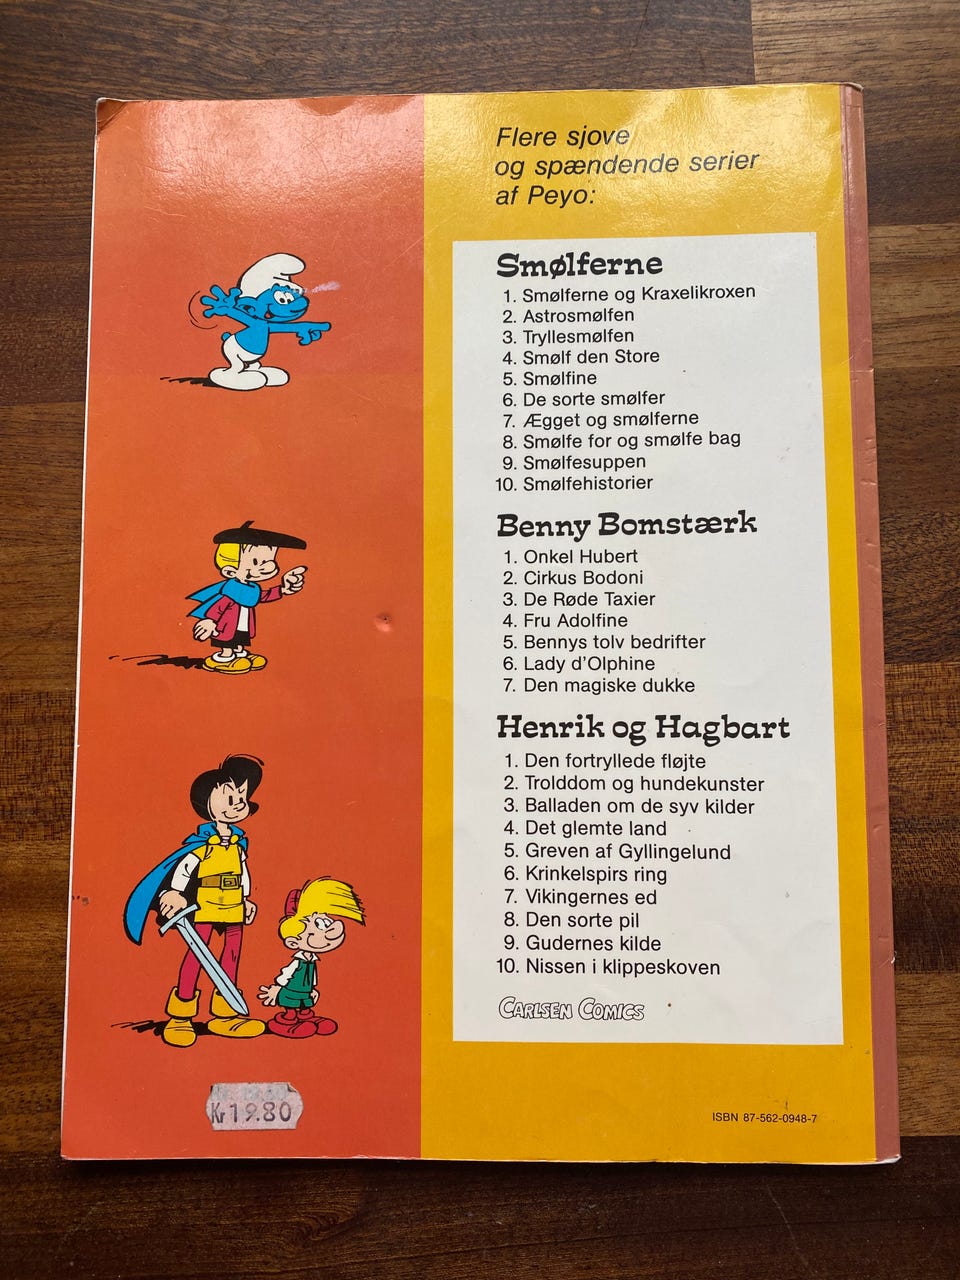 Flere sjove
og spændende serier
af Peyo:
Smølferne
1. Smølferne og Kraxelikroxen
2. Astrosmølfen
3. Tryllesmølfen
4. Smølf den Store
5. Smølfine
6. De sorte smølfer
7. Ægget og smølferne
8. Smølfe for og smølfe bag
9. Smølfesuppen
10. Smølfehistorier
Benny Bomstærk
1. Onkel Hubert
2. Cirkus Bodoni
3. De Røde Taxier
4. Fru Adolfine
5. Bennys tolv bedrifter
6. Lady d'Olphine
7. Den magiske dukke
Henrik og Hagbart
1. Den fortryllede fløjte
2. Trolddom og hundekunster
3. Balladen om de syv kilder
4. Det glemte land
5. Greven af Gyllingelund
6. Krinkelspirs ring
7. Vikingernes ed
8. Den sorte pil
9. Gudernes kilde
10. Nissen i klippeskoven
CARLSEN COMICS
Kr 19.80
ISBN 87-562-0948-7